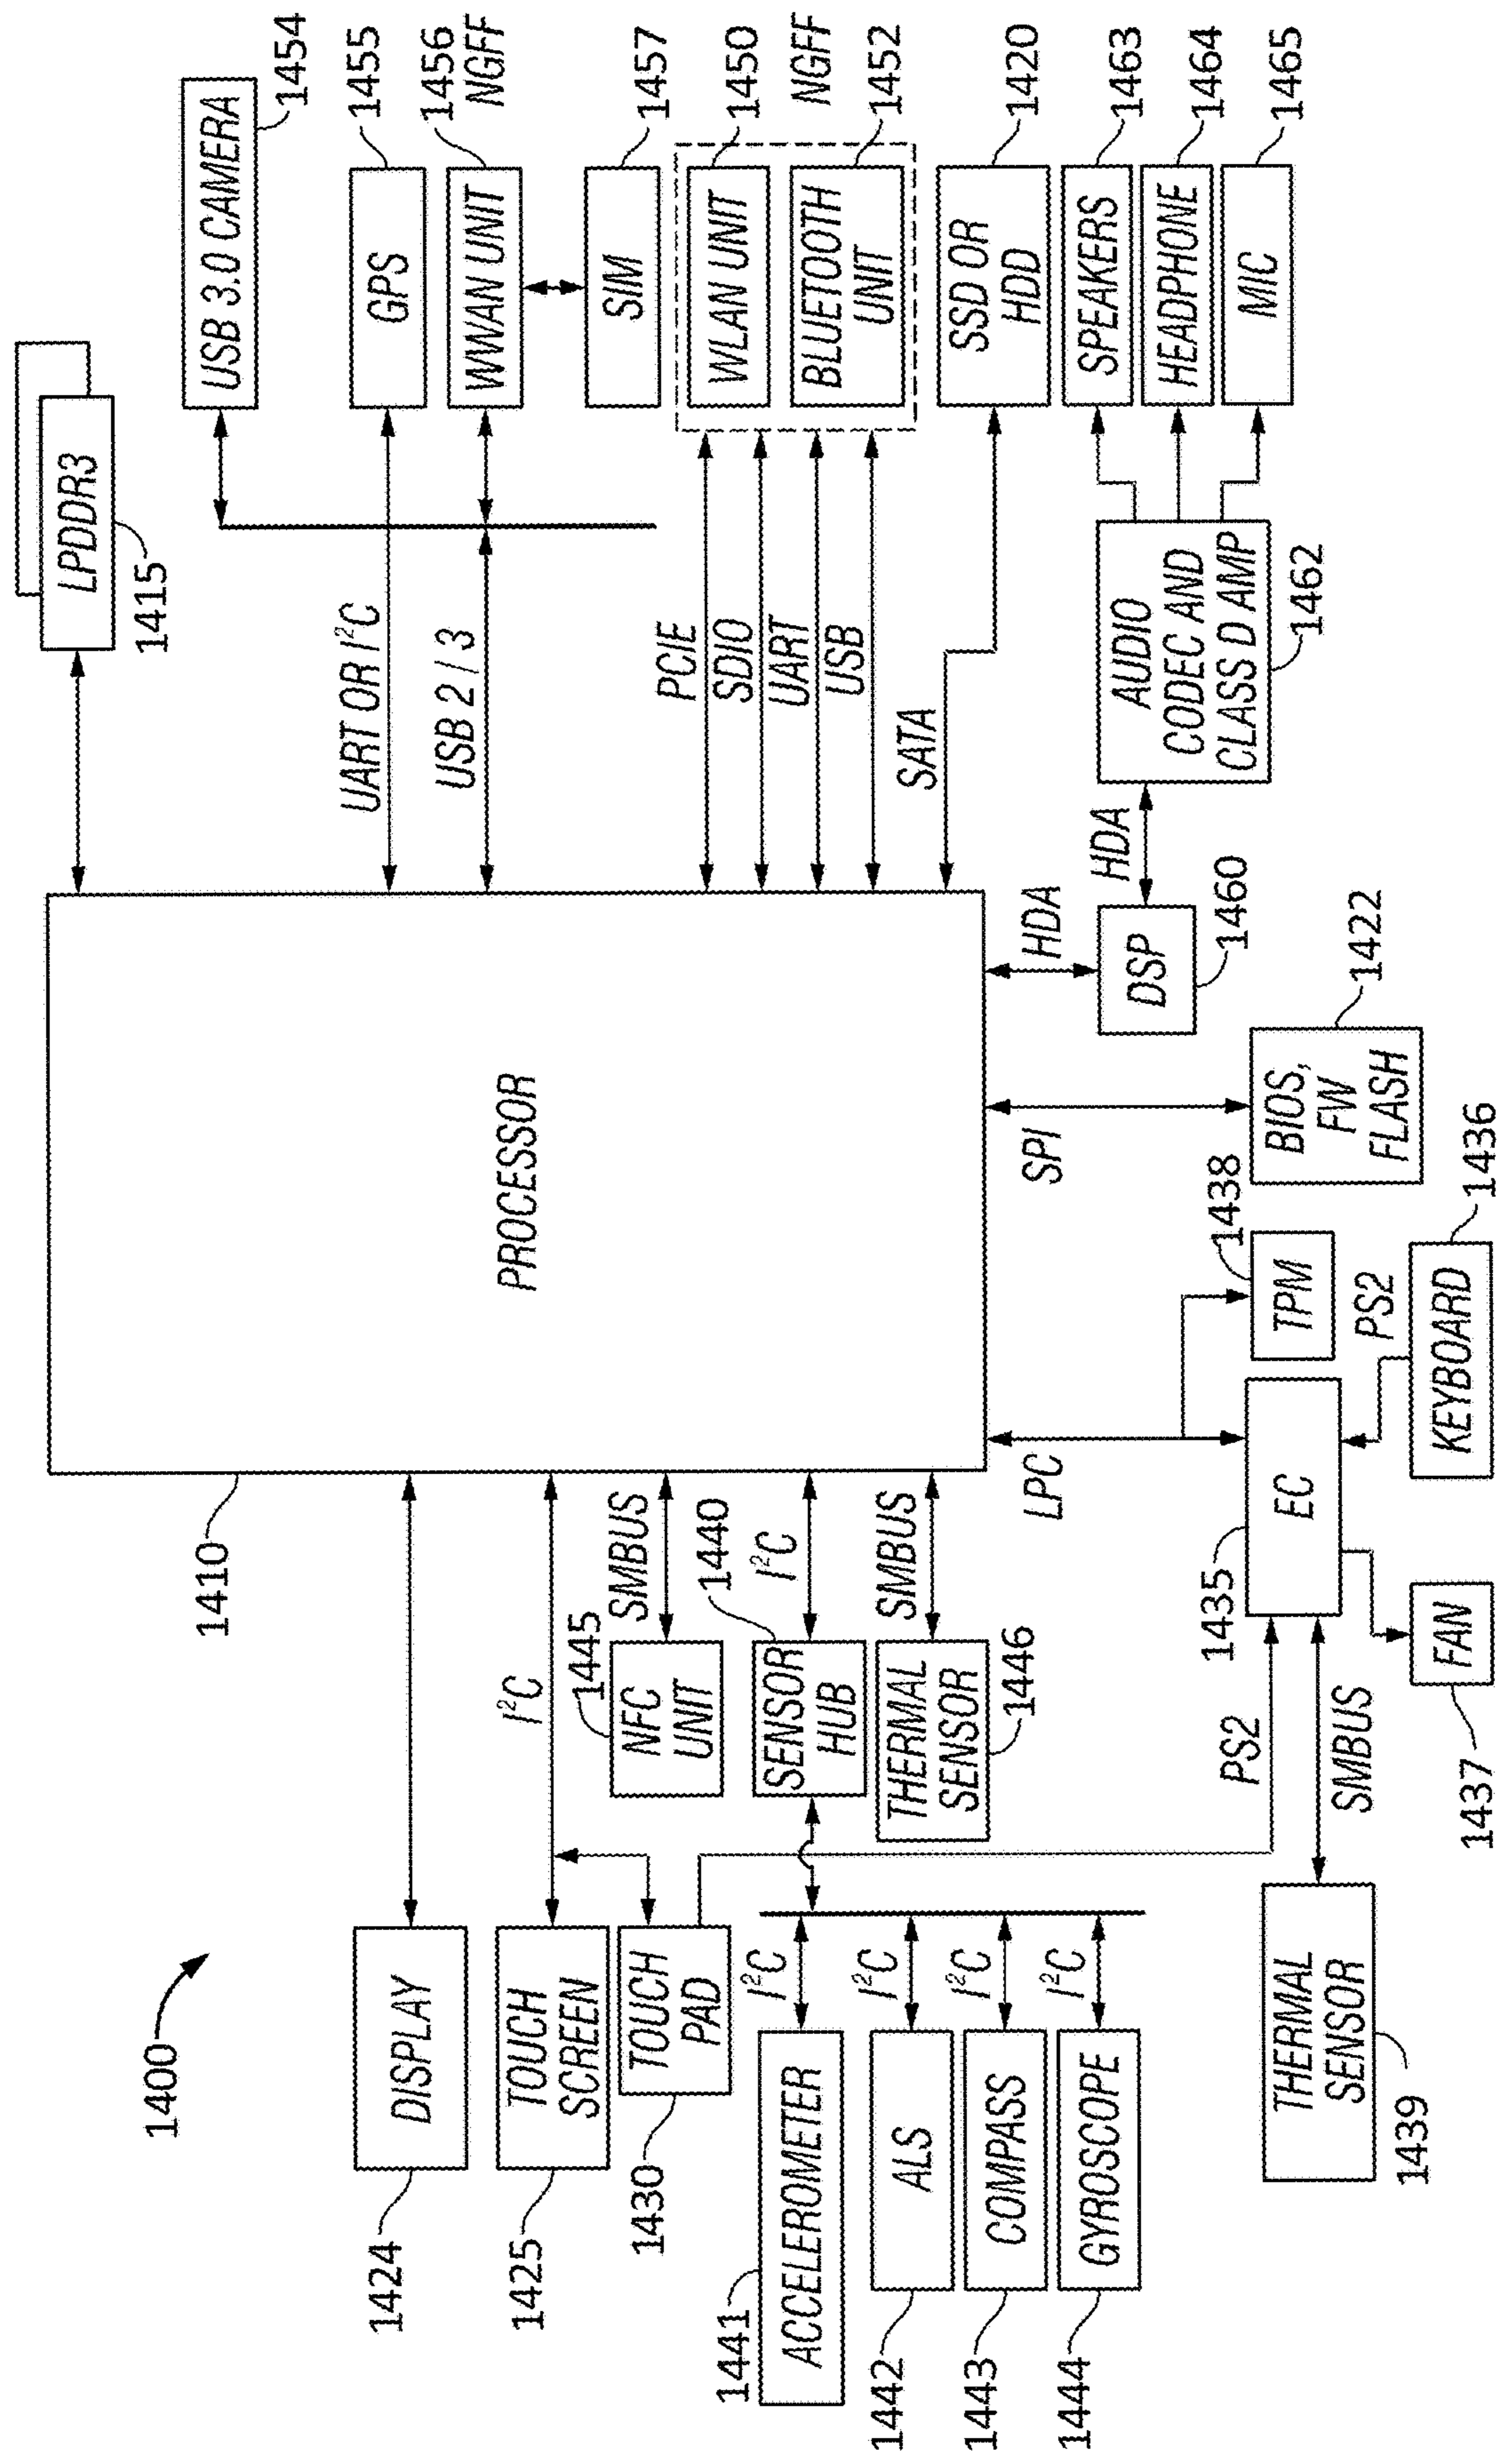 1400
LPDDR3
1415
USB 3.0 CAMERA
1454
1410
PROCESSOR
DISPLAY
1424
UART OR I²C
GPS
1455
USB 2 / 3
WWAN UNIT
1456
NGFF
TOUCH
SCREEN
1425
I²C
SIM
1457
TOUCH
PAD
1430
1445
NFC
UNIT
SMBUS
PCIE
SDIO
UART
USB
WLAN UNIT
1450
NGFF
BLUETOOTH
UNIT
1452
1440
SENSOR
HUB
I²C
1441
ACCELEROMETER
I²C
THERMAL
SENSOR
1446
SMBUS
SATA
SSD OR
HDD
1420
1442
ALS
I²C
1443
COMPASS
I²C
1444
GYROSCOPE
I²C
LPC
SPI
HDA
DSP
1460
HDA
AUDIO
CODEC AND
CLASS D AMP
1462
SPEAKERS
1463
HEADPHONE
1464
MIC
1465
PS2
1435
EC
1438
TPM
BIOS,
FW
FLASH
1422
THERMAL
SENSOR
1439
SMBUS
PS2
FAN
1437
KEYBOARD
1436